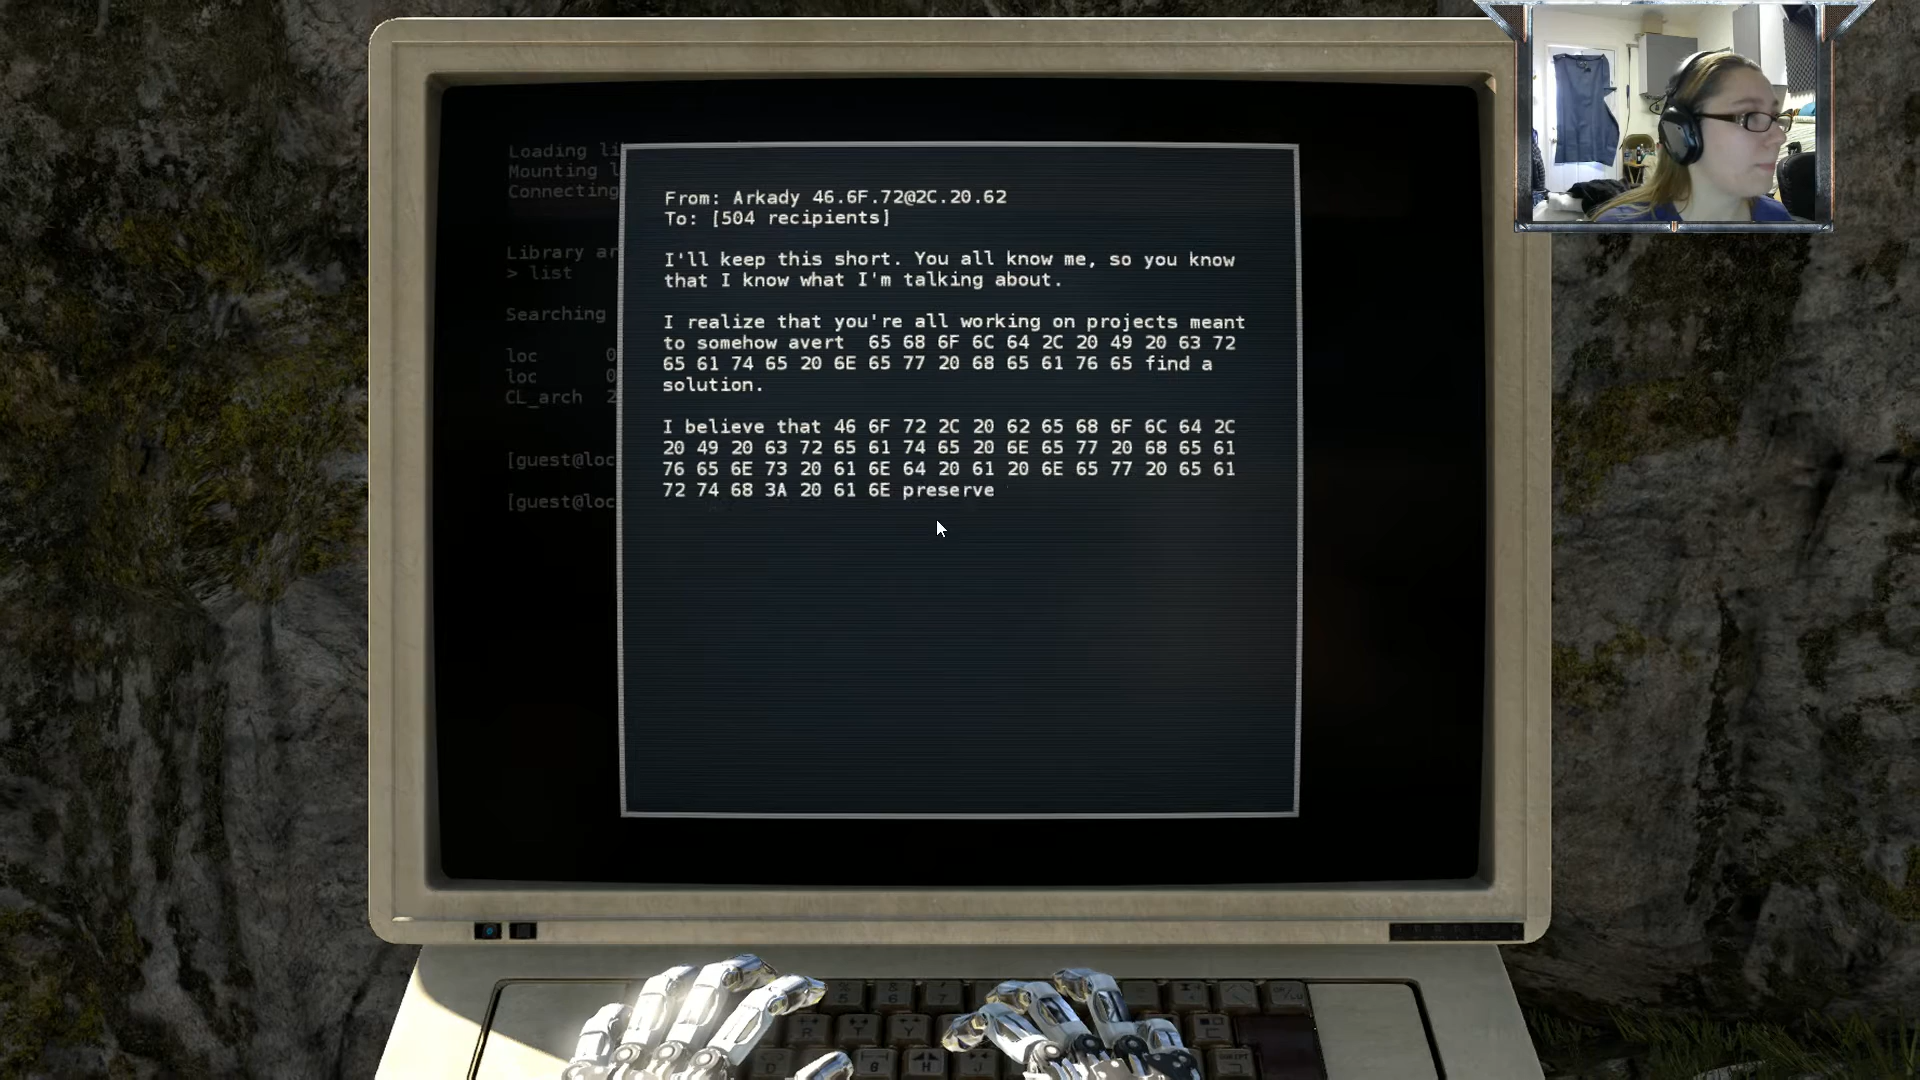 Loading li
Mounting l
Connecting
Library ar
> list
Searching
loc 0
loc 0
CL_arch 2
[guest@loc
[guest@loc
From: Arkady 46.6F.72@2C.20.62
To: [504 recipients]
I'll keep this short. You all know me, so you know
that I know what I'm talking about.
I realize that you're all working on projects meant
to somehow avert 65 68 6F 6C 64 2C 20 49 20 63 72
65 61 74 65 20 6E 65 77 20 68 65 61 76 65 find a
solution.
I believe that 46 6F 72 2C 20 62 65 68 6F 6C 64 2C
20 49 20 63 72 65 61 74 65 20 6E 65 77 20 68 65 61
76 65 6E 73 20 61 6E 64 20 61 20 6E 65 77 20 65 61
72 74 68 3A 20 61 6E preserve